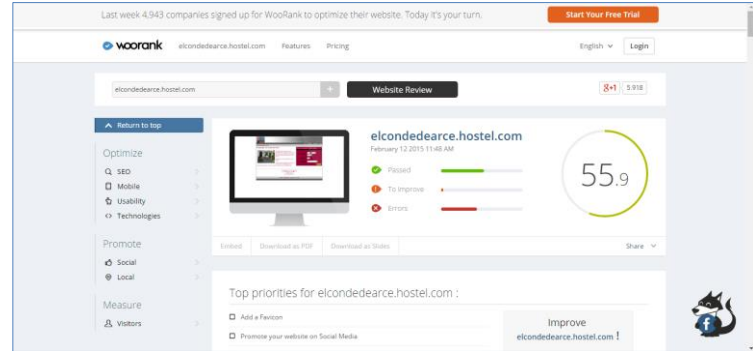 Last week 4,943 companies signed up for WooRank to optimize their website. Today it's your turn.
Start Your Free Trial
woorank
elcondedearce.hostel.com
Features
Pricing
English
Login
elcondedearce.hostel.com
+
Website Review
g+1
5.918
Return to top
Optimize
SEO
Mobile
Usability
Technologies
Promote
Social
Local
Measure
Visitors
elcondedearce.hostel.com
February 12 2015 11:48 AM
Passed
To Improve
Errors
55.9
Embed
Download as PDF
Download as Slides
Share
Top priorities for elcondedearce.hostel.com :
Add a Favicon
Promote your website on Social Media
Improve
elcondedearce.hostel.com !